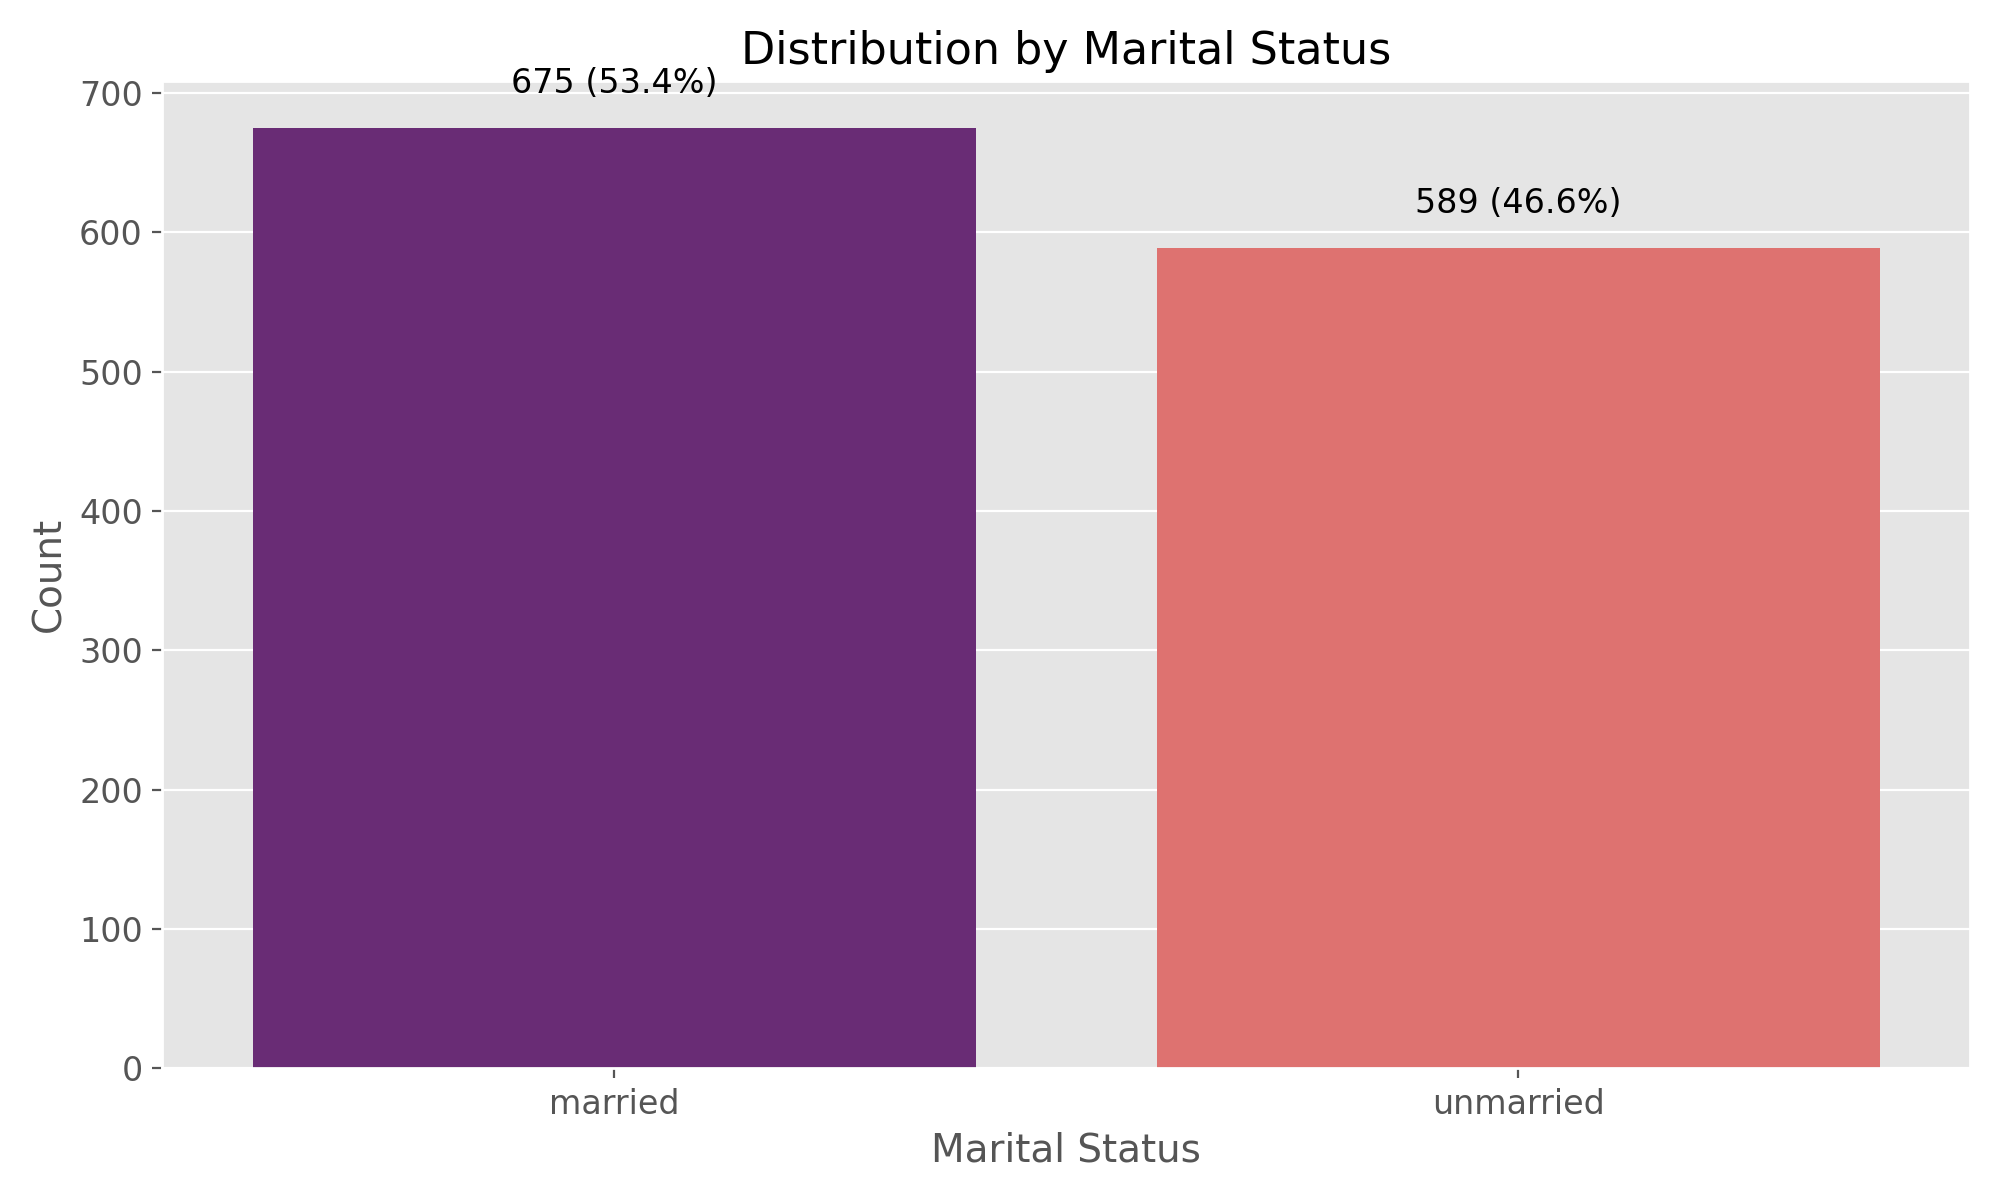 Distribution by Marital Status
675 (53.4%)
589 (46.6%)
700
600
500
400
300
200
100
0
Count
married
unmarried
Marital Status